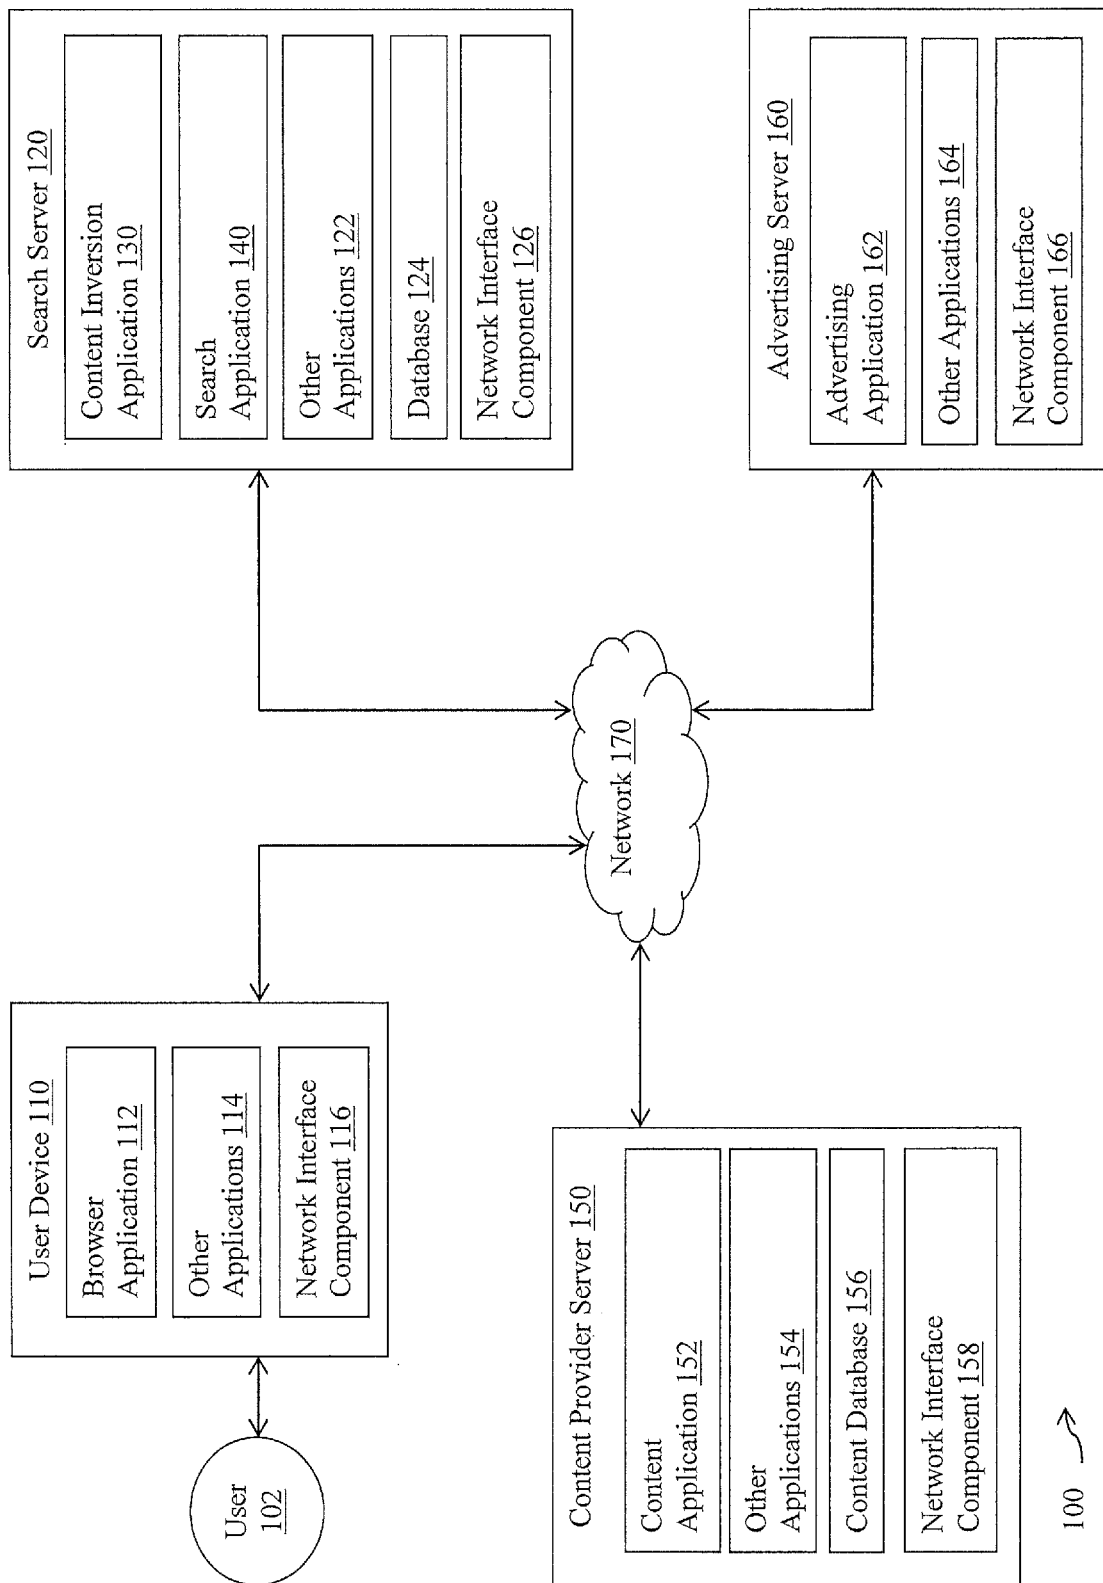 User
102
User Device 110
Browser
Application 112
Other
Applications 114
Network Interface
Component 116
Search Server 120
Content Inversion
Application 130
Search
Application 140
Other
Applications 122
Database 124
Network Interface
Component 126
Network 170
Content Provider Server 150
Content
Application 152
Other
Applications 154
Content Database 156
Network Interface
Component 158
Advertising Server 160
Advertising
Application 162
Other Applications 164
Network Interface
Component 166
100